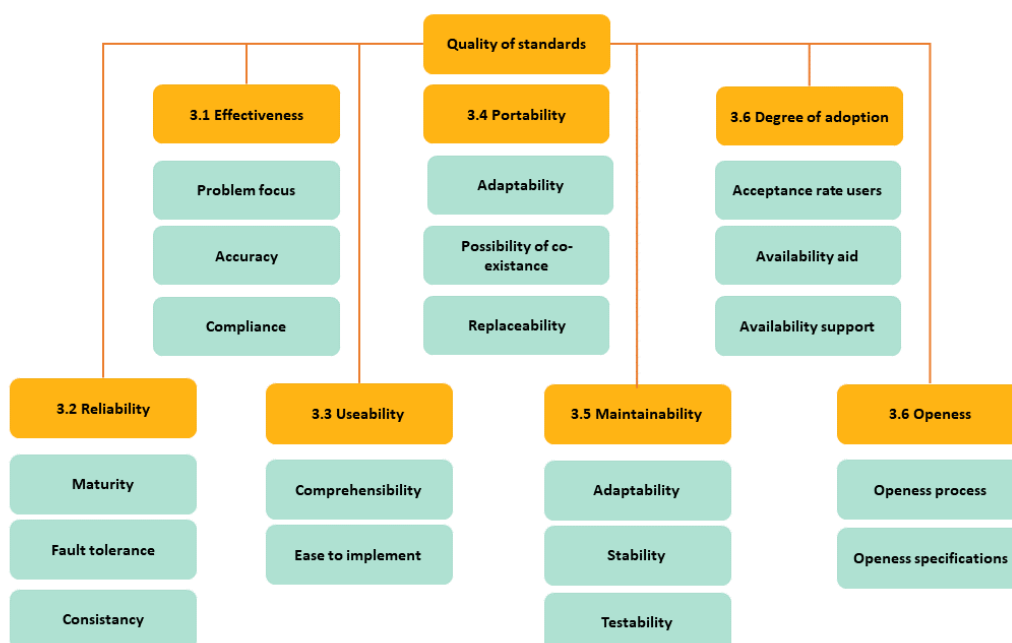 Quality of standards
3.1 Effectiveness
Problem focus
Accuracy
Compliance
3.4 Portability
Adaptability
Possibility of co-
existance
Replaceability
3.6 Degree of adoption
Acceptance rate users
Availability aid
Availability support
3.2 Reliability
Maturity
Fault tolerance
Consistancy
3.3 Useability
Comprehensibility
Ease to implement
3.5 Maintainability
Adaptability
Stability
Testability
3.6 Openess
Openess process
Openess specifications